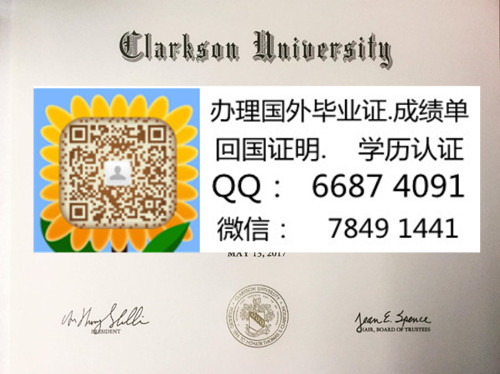 Clarkson University
办理国外毕业证.成绩单
回国证明. 学历认证
QQ： 6687 4091
微信： 7849 1441
MAY 13, 2017
PRESIDENT
Jean E. Spence
CHAIR, BOARD OF TRUSTEES